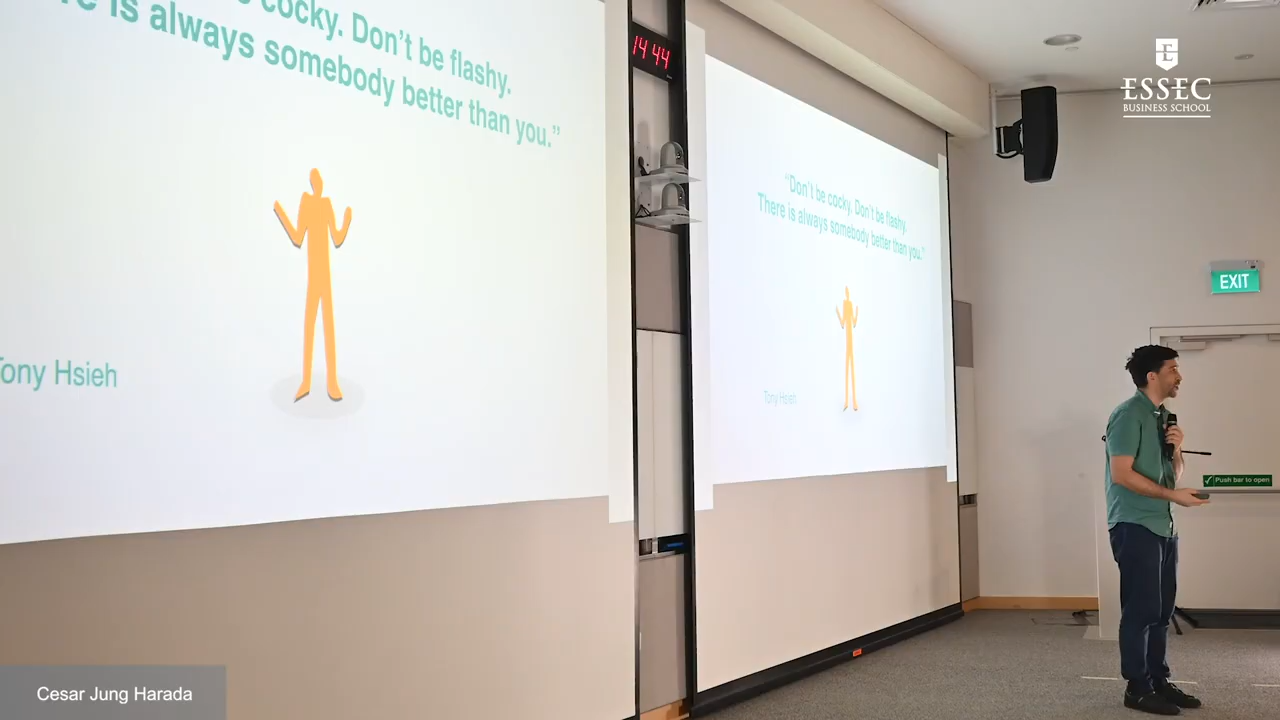 cocky. Don't be flashy.
is always somebody better than you."
Tony Hsieh
14 44
"Don't be cocky. Don't be flashy.
There is always somebody better than you."
Tony Hsieh
E
ESSEC
BUSINESS SCHOOL
EXIT
Push bar to open
Cesar Jung Harada